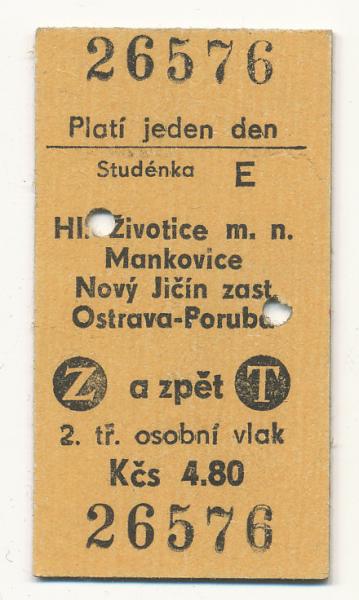 26576
Platí jeden den
Studénka E
Životice m. n.
Mankovice
Nový Jičín zast.
Ostrava-Poruba
Z a zpět T
2. tř. osobní vlak
Kčs 4.80
26576